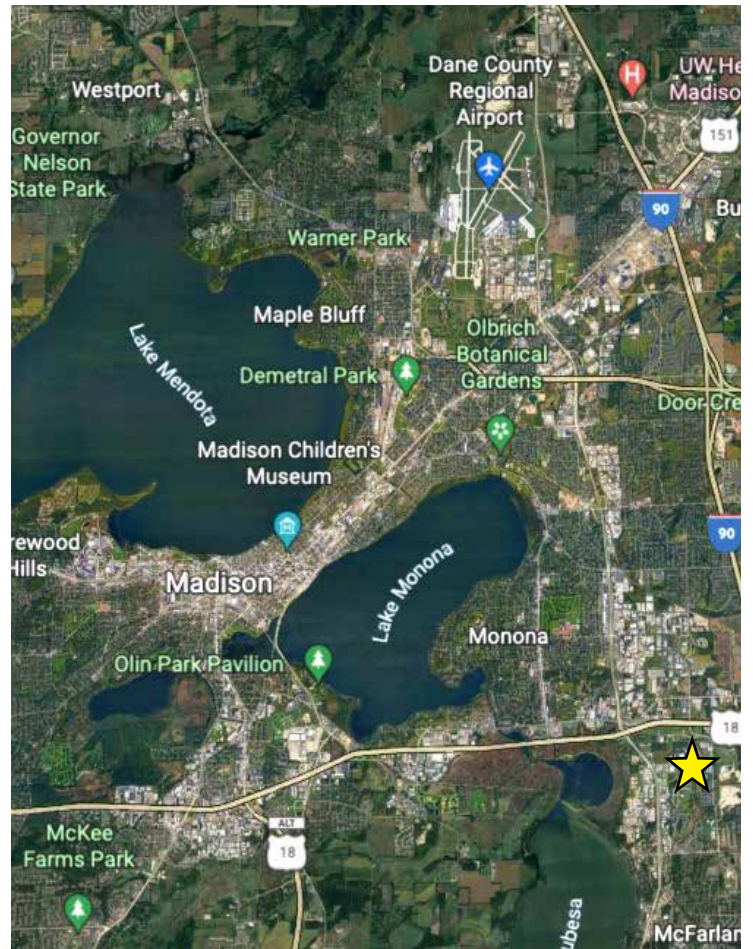 Westport
Dane County
Regional
Airport
H
UW He
Madiso
151
Governor
Nelson
State Park
90
Bu
Warner Park
Maple Bluff
Lake Mendota
Olbrich
Botanical
Gardens
Demetral Park
Door Cre
Madison Children's
Museum
90
rewood
Hills
Madison
Lake Monona
Monona
Olin Park Pavilion
18
ALT
18
McKee
Farms Park
ubesa
McFarlan